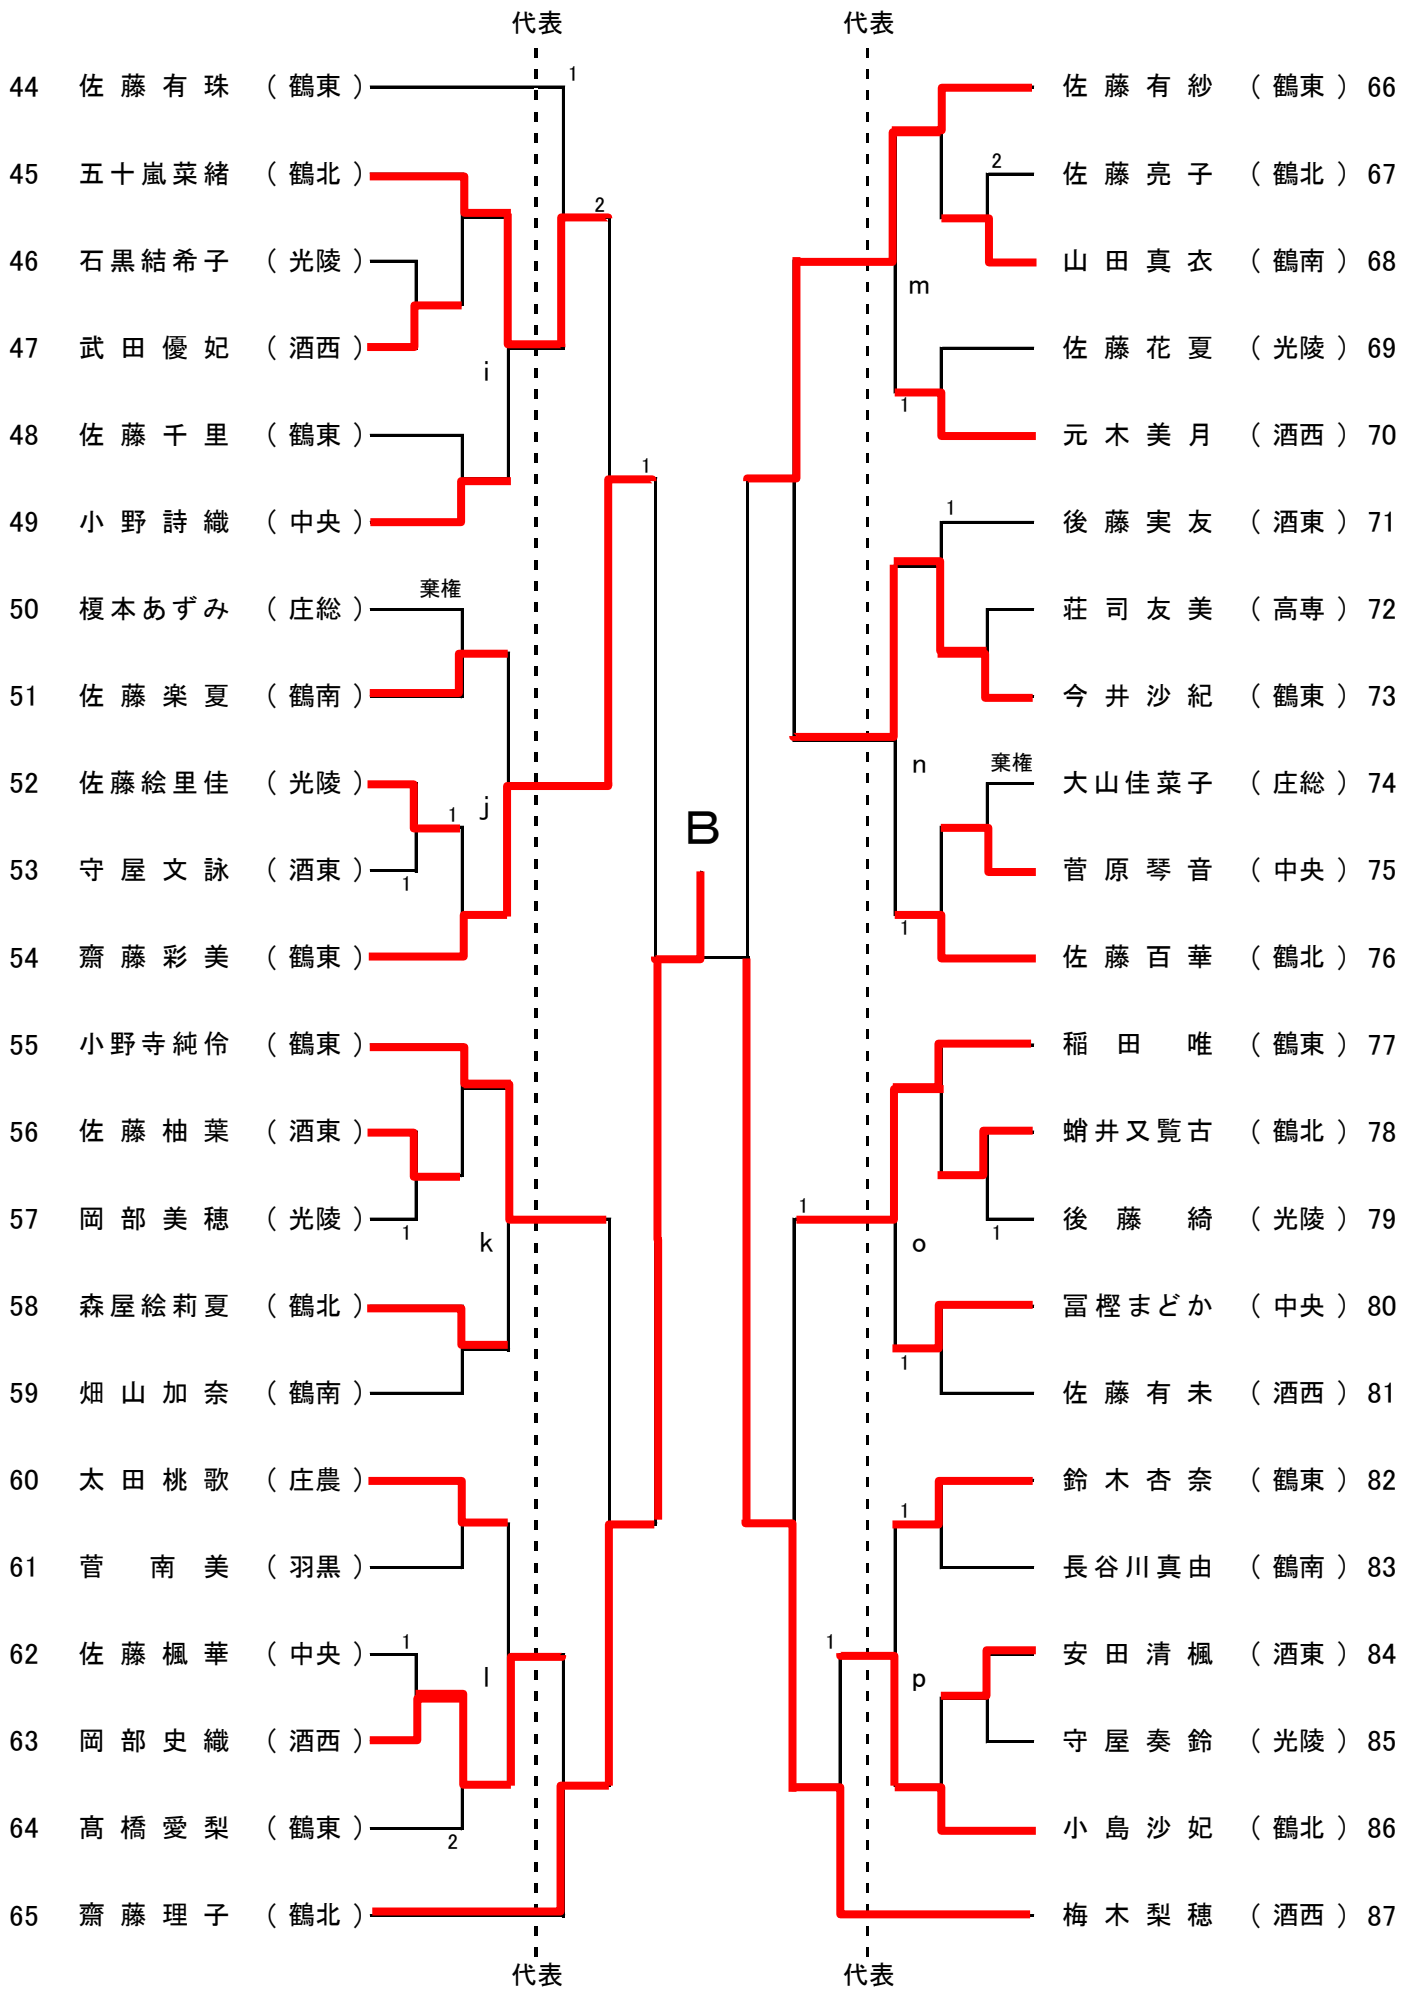 代表 代表
44 佐藤有珠 (鶴東) 1
佐藤有紗 (鶴東) 66
45 五十嵐菜緒 (鶴北)
2 佐藤亮子 (鶴北) 67
2
46 石黒結希子 (光陵)
山田真衣 (鶴南) 68
m
47 武田優妃 (酒西)
佐藤花夏 (光陵) 69
i
1
48 佐藤千里 (鶴東)
元木美月 (酒西) 70
1
49 小野詩織 (中央)
1 後藤実友 (酒東) 71
50 榎本あずみ (庄総) 棄権
荘司友美 (高専) 72
51 佐藤楽夏 (鶴南)
今井沙紀 (鶴東) 73
n
52 佐藤絵里佳 (光陵)
棄権 大山佳菜子 (庄総) 74
1 j
B
53 守屋文詠 (酒東) 1
菅原琴音 (中央) 75
1
54 齋藤彩美 (鶴東)
佐藤百華 (鶴北) 76
55 小野寺純伶 (鶴東)
稲田唯 (鶴東) 77
56 佐藤柚葉 (酒東)
蛸井又覧古 (鶴北) 78
1
57 岡部美穂 (光陵) 1
1 後藤綺 (光陵) 79
k o
58 森屋絵莉夏 (鶴北)
冨樫まどか (中央) 80
1
59 畑山加奈 (鶴南)
佐藤有未 (酒西) 81
60 太田桃歌 (庄農)
鈴木杏奈 (鶴東) 82
1
61 菅南美 (羽黒)
長谷川真由 (鶴南) 83
62 佐藤楓華 (中央) 1
1 安田清楓 (酒東) 84
l p
63 岡部史織 (酒西)
守屋奏鈴 (光陵) 85
64 髙橋愛梨 (鶴東) 2
小島沙妃 (鶴北) 86
65 齋藤理子 (鶴北)
梅木梨穂 (酒西) 87
代表 代表